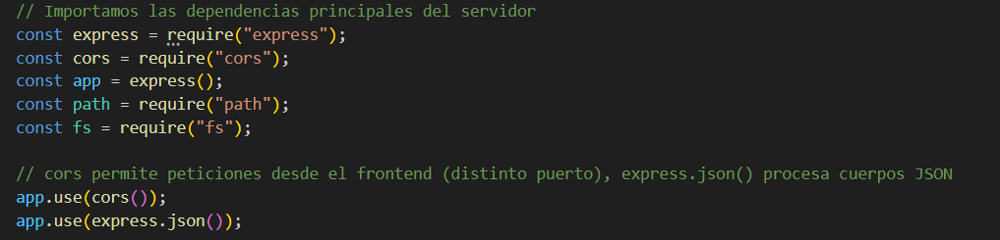 // Importamos las dependencias principales del servidor
const express = require("express");
const cors = require("cors");
const app = express();
const path = require("path");
const fs = require("fs");
// cors permite peticiones desde el frontend (distinto puerto), express.json() procesa cuerpos JSON
app.use(cors());
app.use(express.json());